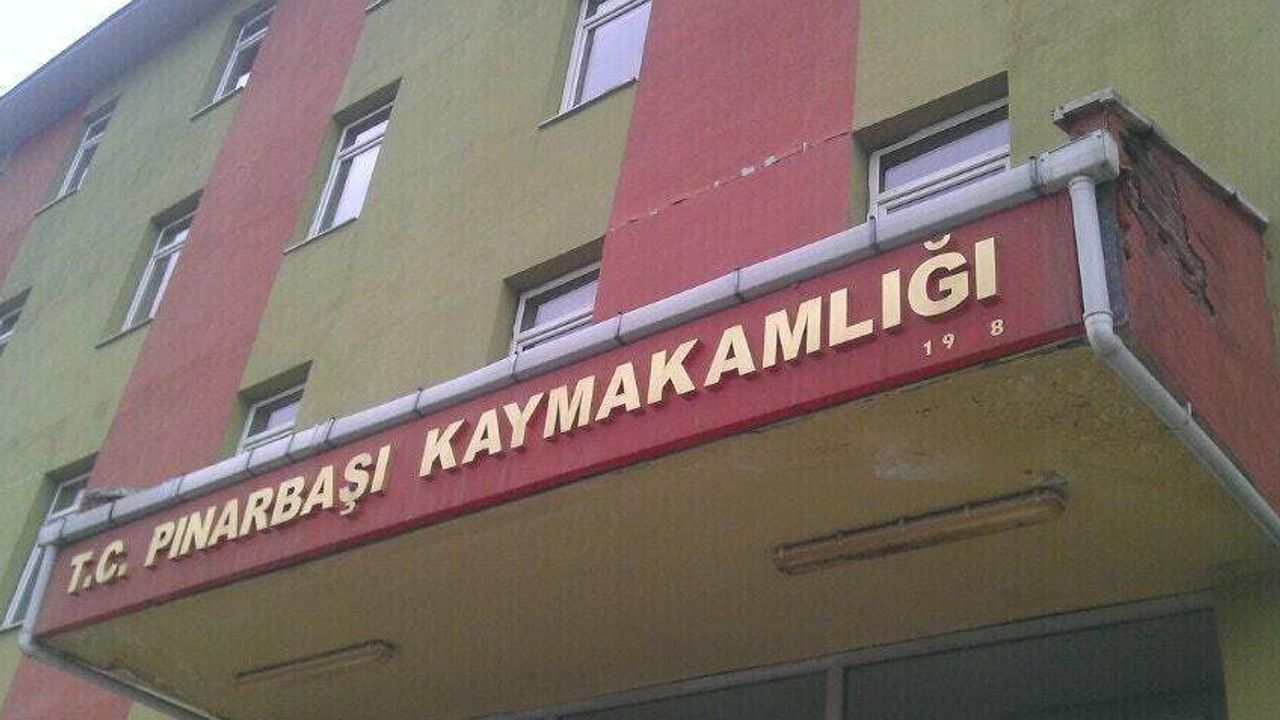 T.C. PINARBAŞI KAYMAKAMLIĞI
19 8